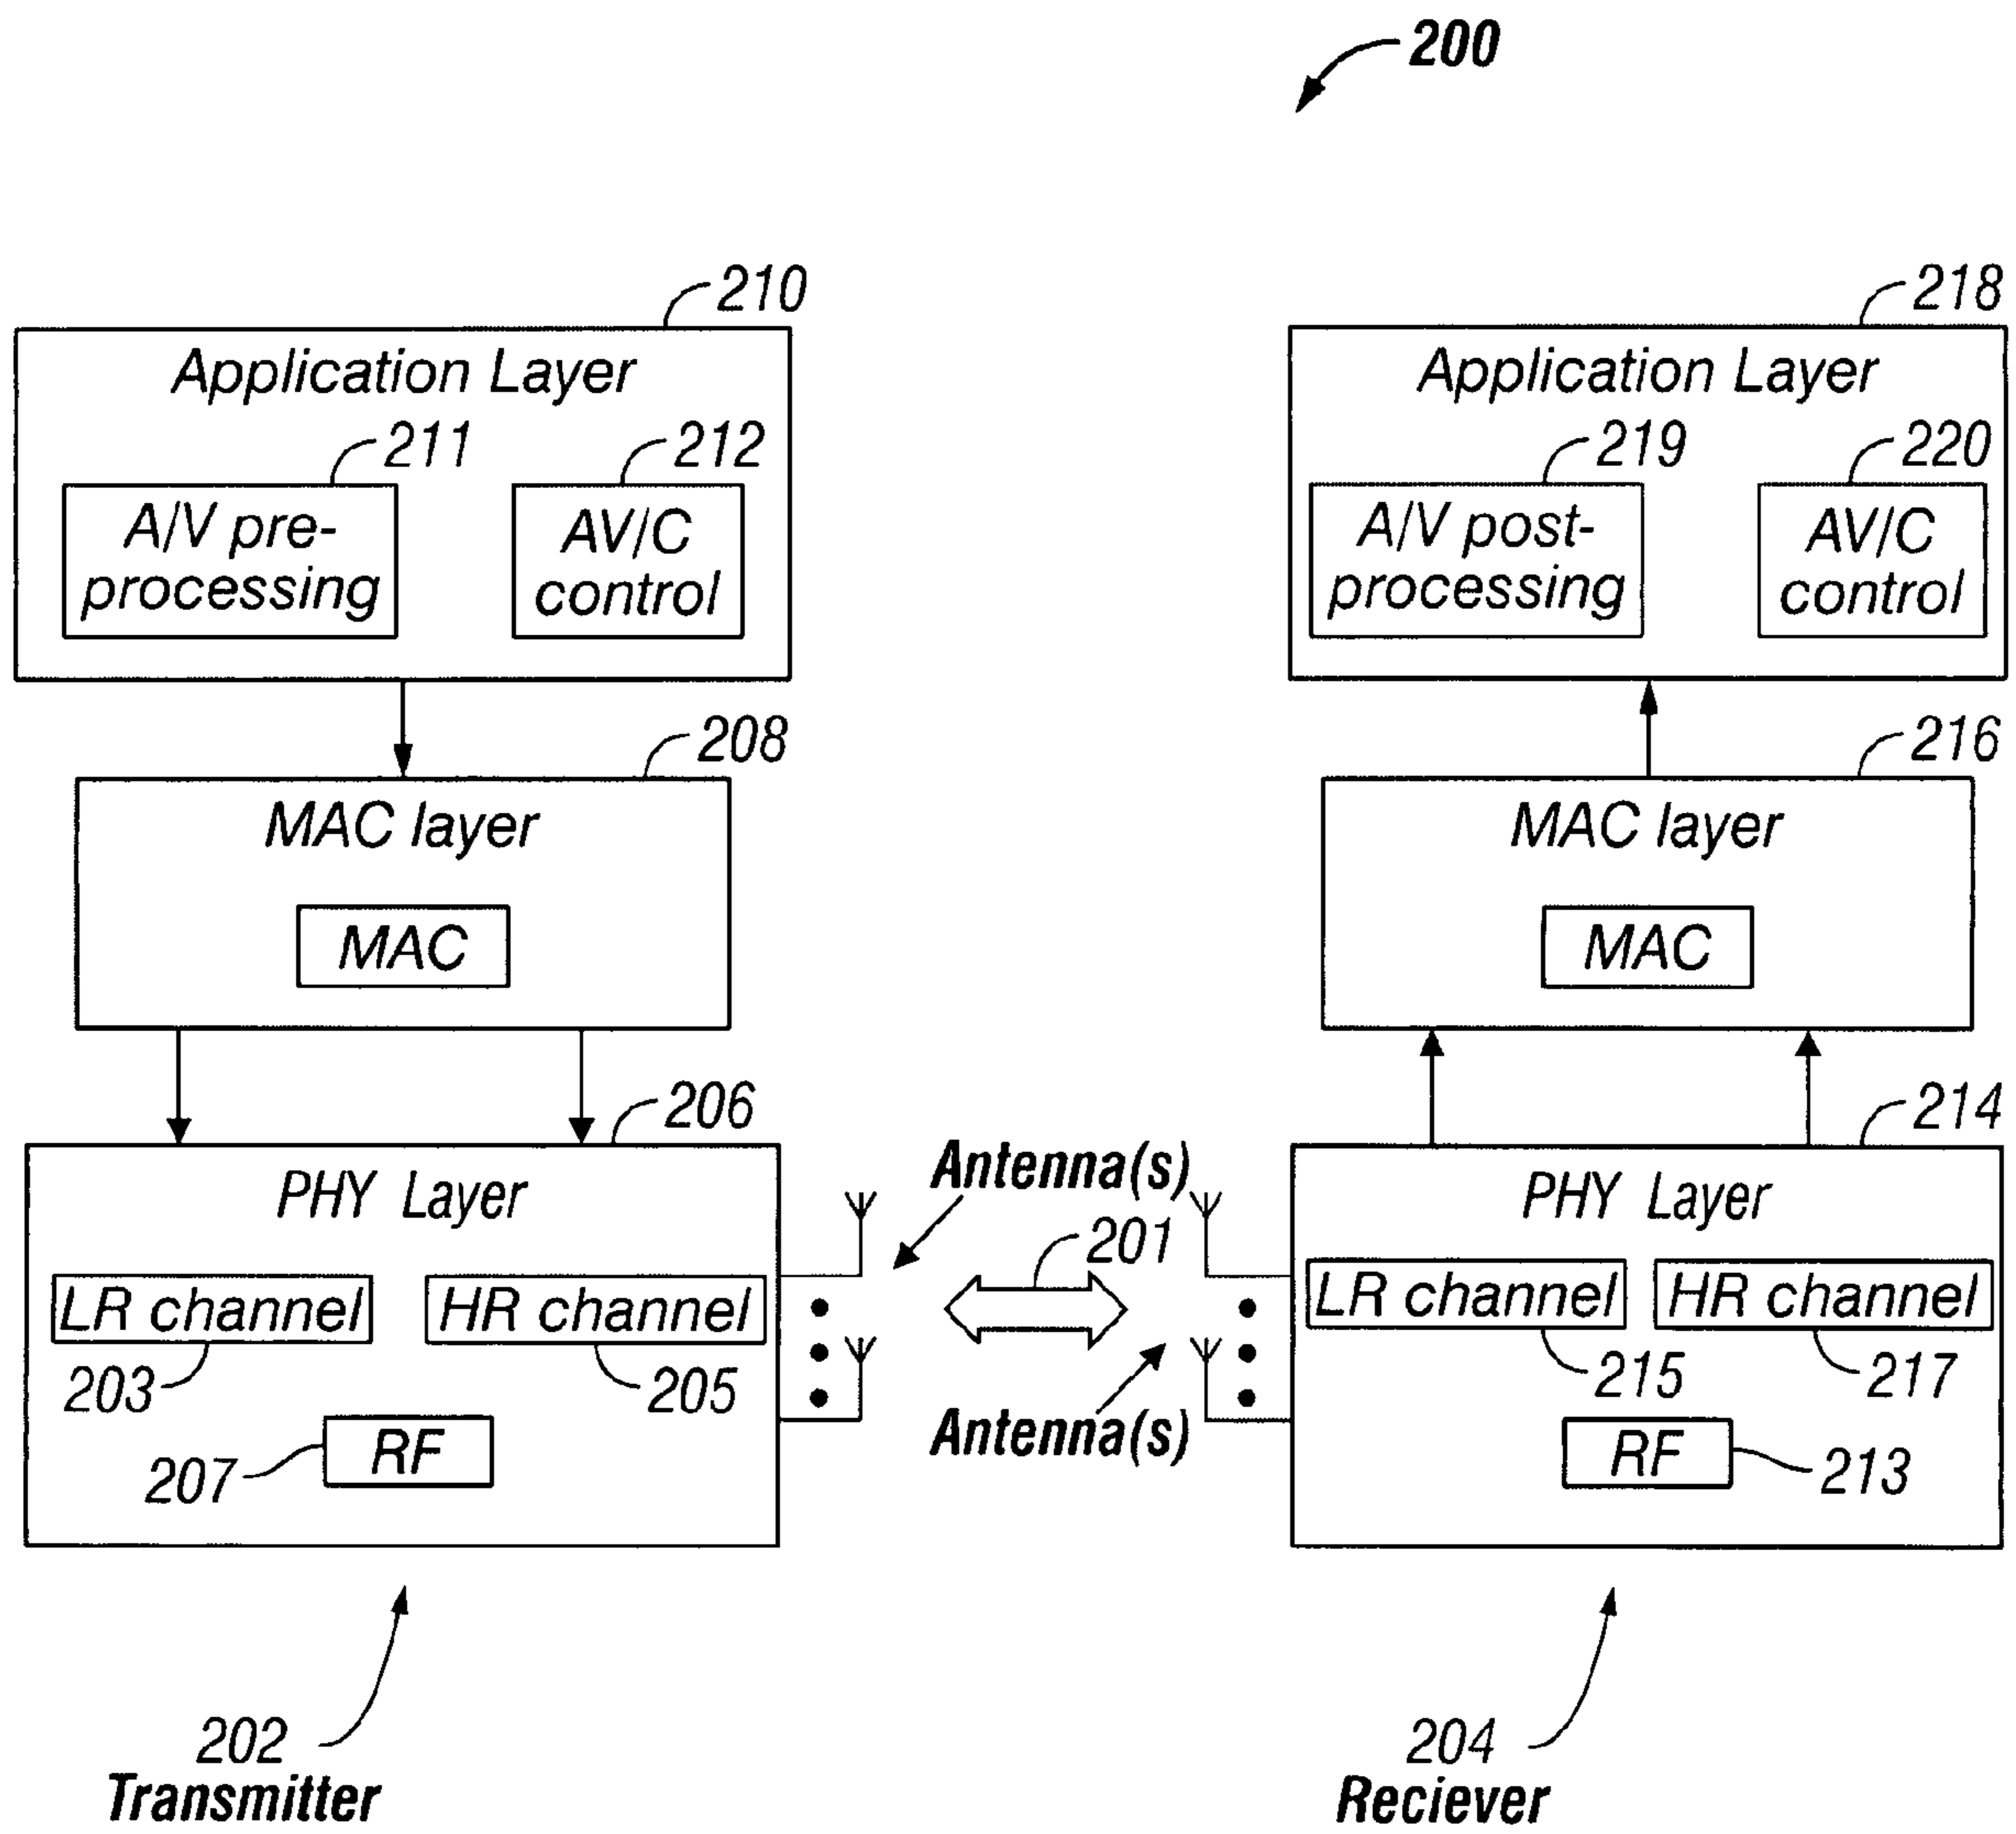 200
210
Application Layer
211
212
A/V pre-
processing
AV/C
control
218
Application Layer
219
220
A/V post-
processing
AV/C
control
208
MAC layer
MAC
216
MAC layer
MAC
206
PHY Layer
LR channel
HR channel
203
205
207
RF
Antenna(s)
201
Antenna(s)
214
PHY Layer
LR channel
HR channel
215
217
RF
213
202
Transmitter
204
Reciever